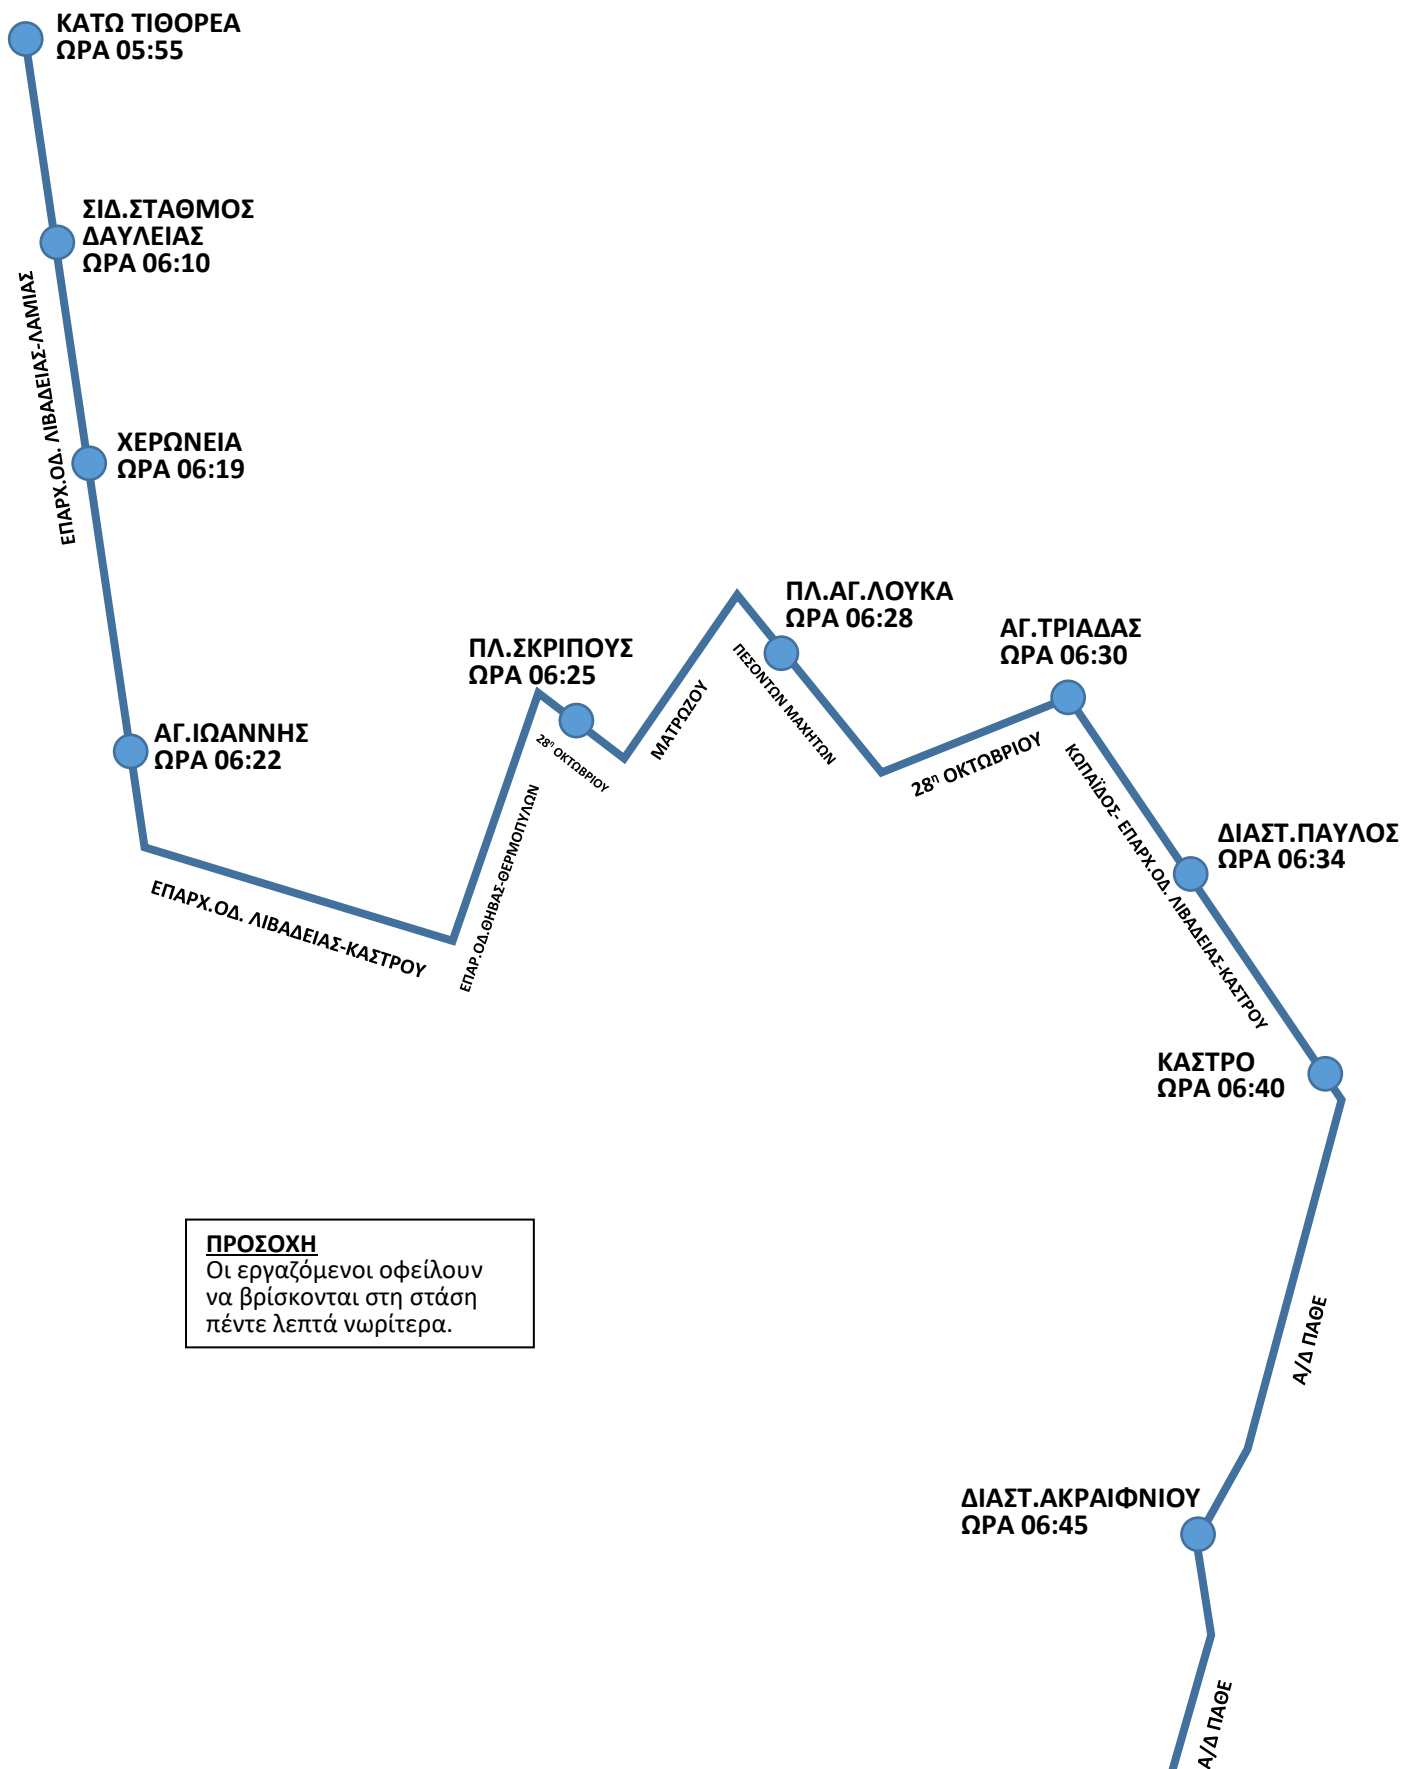 ΚΑΤΩ ΤΙΘΟΡΕΑ
ΩΡΑ 05:55
ΣΙΔ.ΣΤΑΘΜΟΣ
ΔΑΥΛΕΙΑΣ
ΩΡΑ 06:10
ΕΠΑΡΧ.ΟΔ. ΛΙΒΑΔΕΙΑΣ-ΛΑΜΙΑΣ
ΧΕΡΩΝΕΙΑ
ΩΡΑ 06:19
ΑΓ.ΙΩΑΝΝΗΣ
ΩΡΑ 06:22
ΕΠΑΡΧ.ΟΔ. ΛΙΒΑΔΕΙΑΣ-ΚΑΣΤΡΟΥ
ΕΠΑΡ.ΟΔ.ΘΗΒΑΣ-ΘΕΡΜΟΠΥΛΩΝ
ΠΛ.ΣΚΡΙΠΟΥΣ
ΩΡΑ 06:25
28η ΟΚΤΩΒΡΙΟΥ
ΜΑΤΡΩΖΟΥ
ΠΛ.ΑΓ.ΛΟΥΚΑ
ΩΡΑ 06:28
ΠΕΣΟΝΤΩΝ ΜΑΧΗΤΩΝ
28η ΟΚΤΩΒΡΙΟΥ
ΑΓ.ΤΡΙΑΔΑΣ
ΩΡΑ 06:30
ΚΩΠΑΪΔΟΣ- ΕΠΑΡΧ.ΟΔ. ΛΙΒΑΔΕΙΑΣ-ΚΑΣΤΡΟΥ
ΔΙΑΣΤ.ΠΑΥΛΟΣ
ΩΡΑ 06:34
ΚΑΣΤΡΟ
ΩΡΑ 06:40
Α/Δ ΠΑΘΕ
ΠΡΟΣΟΧΗ
Οι εργαζόμενοι οφείλουν
να βρίσκονται στη στάση
πέντε λεπτά νωρίτερα.
ΔΙΑΣΤ.ΑΚΡΑΙΦΝΙΟΥ
ΩΡΑ 06:45
Α/Δ ΠΑΘΕ